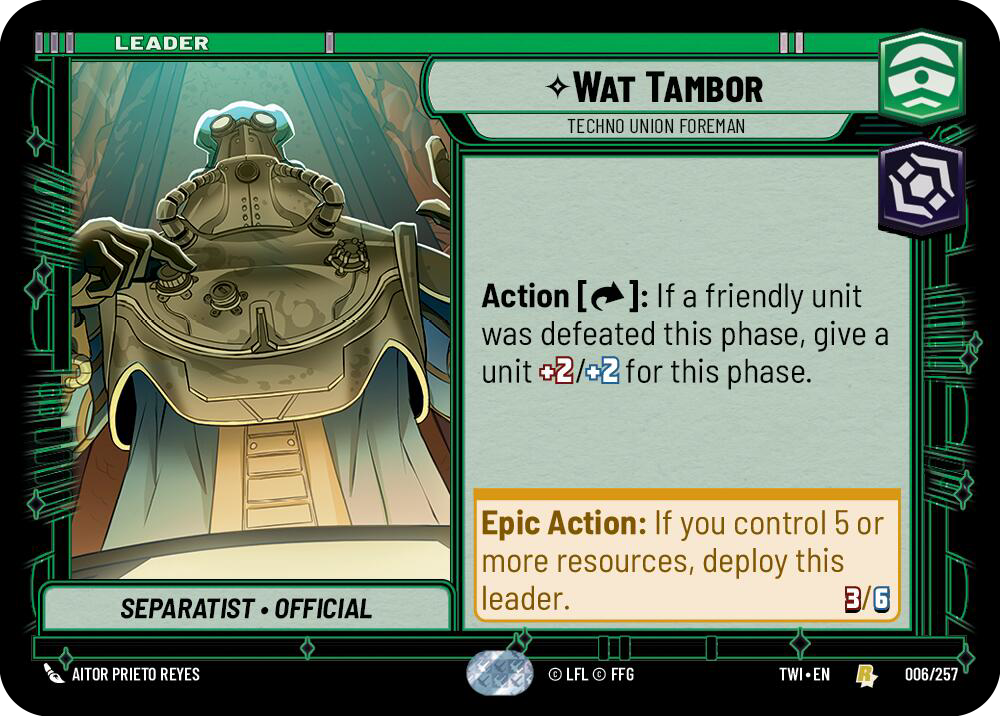 LEADER
✧WAT TAMBOR
TECHNO UNION FOREMAN
Action [ ]: If a friendly unit
was defeated this phase, give a
unit +2/+2 for this phase.
Epic Action: If you control 5 or
more resources, deploy this
leader. 3/6
SEPARATIST • OFFICIAL
AITOR PRIETO REYES © LFL © FFG TWI•EN R 006/257